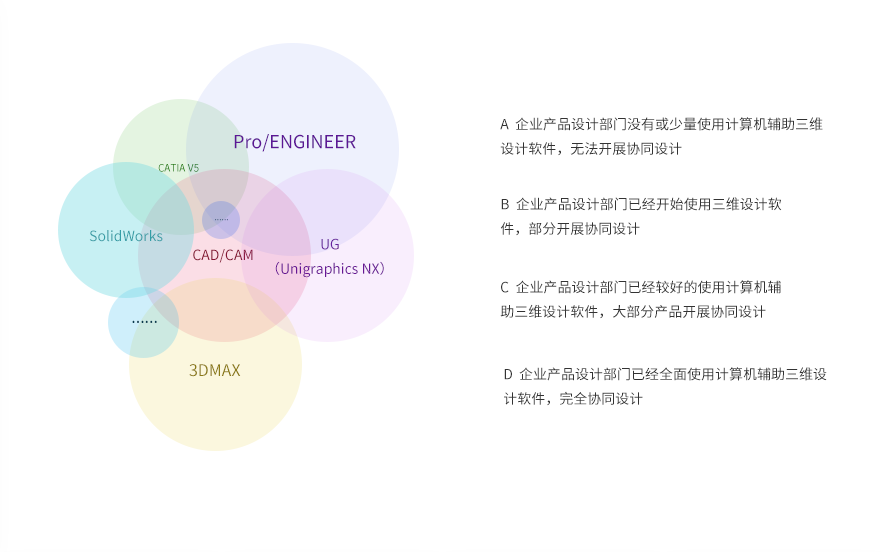 Pro/ENGINEER
CATIA V5
……
SolidWorks
CAD/CAM
UG
（Unigraphics NX）
……
3DMAX
A 企业产品设计部门没有或少量使用计算机辅助三维
设计软件，无法开展协同设计
B 企业产品设计部门已经开始使用三维设计软
件，部分开展协同设计
C 企业产品设计部门已经较好的使用计算机辅
助三维设计软件，大部分产品开展协同设计
D 企业产品设计部门已经全面使用计算机辅助三维设
计软件，完全协同设计